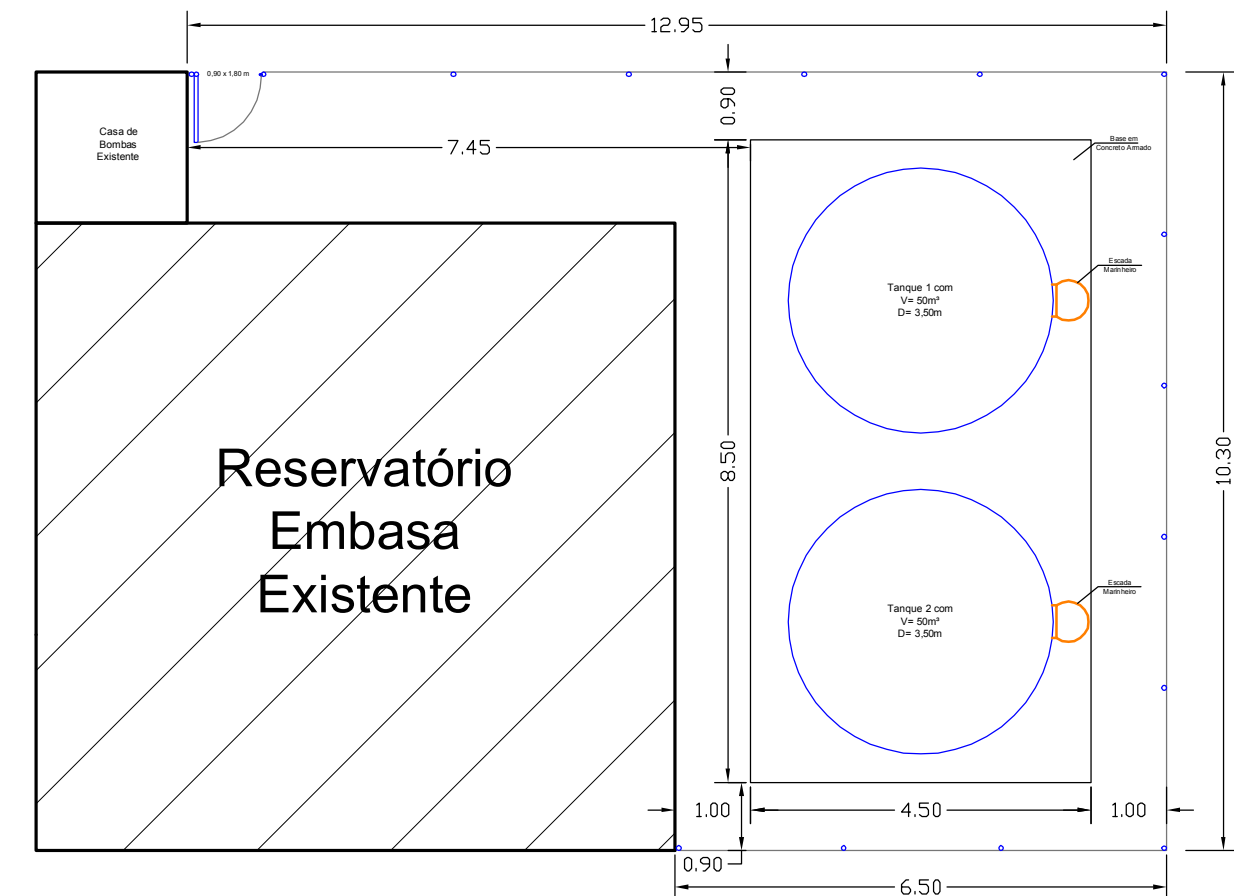 12.95
0,90 x 1,80 m
0.90
Casa de
Bombas
Existente
7.45
Base em
Concreto Armado
Escada
Marinheiro
Tanque 1 com
V= 50m³
D= 3,50m
8.50
10.30
Reservatório
Embasa
Existente
Escada
Marinheiro
Tanque 2 com
V= 50m³
D= 3,50m
1.00
4.50
1.00
0.90
6.50